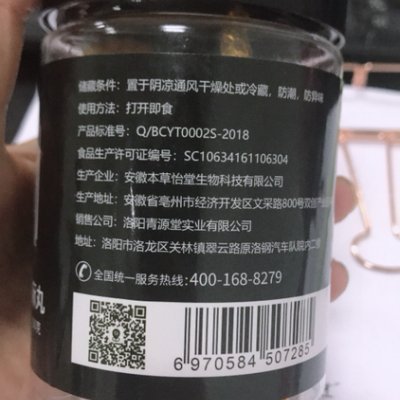 储藏条件：置于阴凉通风干燥处或冷藏，防潮，防异味
使用方法：打开即食
产品标准号：Q/BCYT0002S-2018
食品生产许可证编号：SC10634161106304
生产企业：安徽本草怡堂生物科技有限公司
地址：安徽省亳州市经济开发区文采路800号双创产业
销售公司：洛阳青源堂实业有限公司
地址：洛阳市洛龙区关林镇翠云路原洛钢汽车队院内二楼
全国统一服务热线：400-168-8279
丸
6 970584 507285